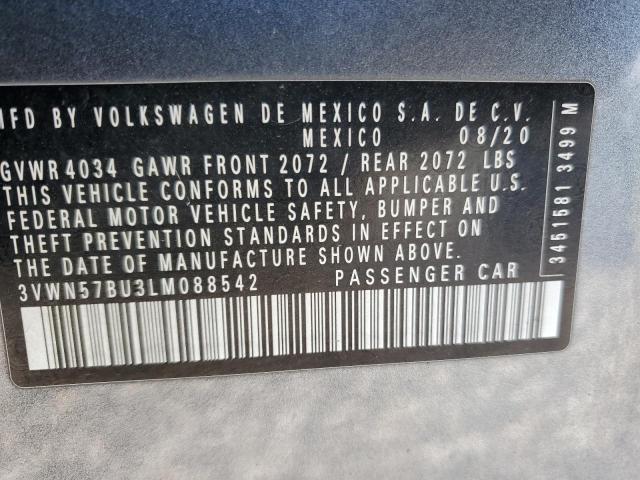 MFD BY VOLKSWAGEN DE MEXICO S.A. DE C.V.
MEXICO 08/20
GVWR 4034 GAWR FRONT 2072 / REAR 2072 LBS
THIS VEHICLE CONFORMS TO ALL APPLICABLE U.S.
FEDERAL MOTOR VEHICLE SAFETY, BUMPER AND
THEFT PREVENTION STANDARDS IN EFFECT ON
THE DATE OF MANUFACTURE SHOWN ABOVE.
3VWN57BU3LM088542 PASSENGER CAR
3451581 3499 M